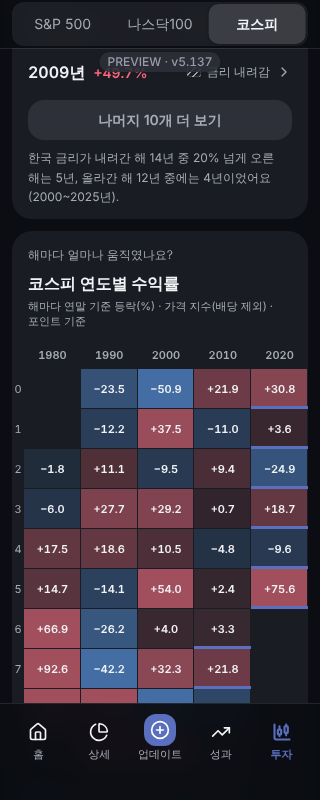 S&P 500 나스닥100 코스피
PREVIEW · v5.137
2009년 +49.7% 금리 내려감
나머지 10개 더 보기
한국 금리가 내려간 해 14년 중 20% 넘게 오른
해는 5년, 올라간 해 12년 중에는 4년이었어요
(2000~2025년).
해마다 얼마나 움직였나요?
코스피 연도별 수익률
해마다 연말 기준 등락(%) · 가격 지수(배당 제외) ·
포인트 기준
1980 1990 2000 2010 2020
0 −23.5 −50.9 +21.9 +30.8
1 −12.2 +37.5 −11.0 +3.6
2 −1.8 +11.1 −9.5 +9.4 −24.9
3 −6.0 +27.7 +29.2 +0.7 +18.7
4 +17.5 +18.6 +10.5 −4.8 −9.6
5 +14.7 −14.1 +54.0 +2.4 +75.6
6 +66.9 −26.2 +4.0 +3.3
7 +92.6 −42.2 +32.3 +21.8
홈 상세 업데이트 성과 투자